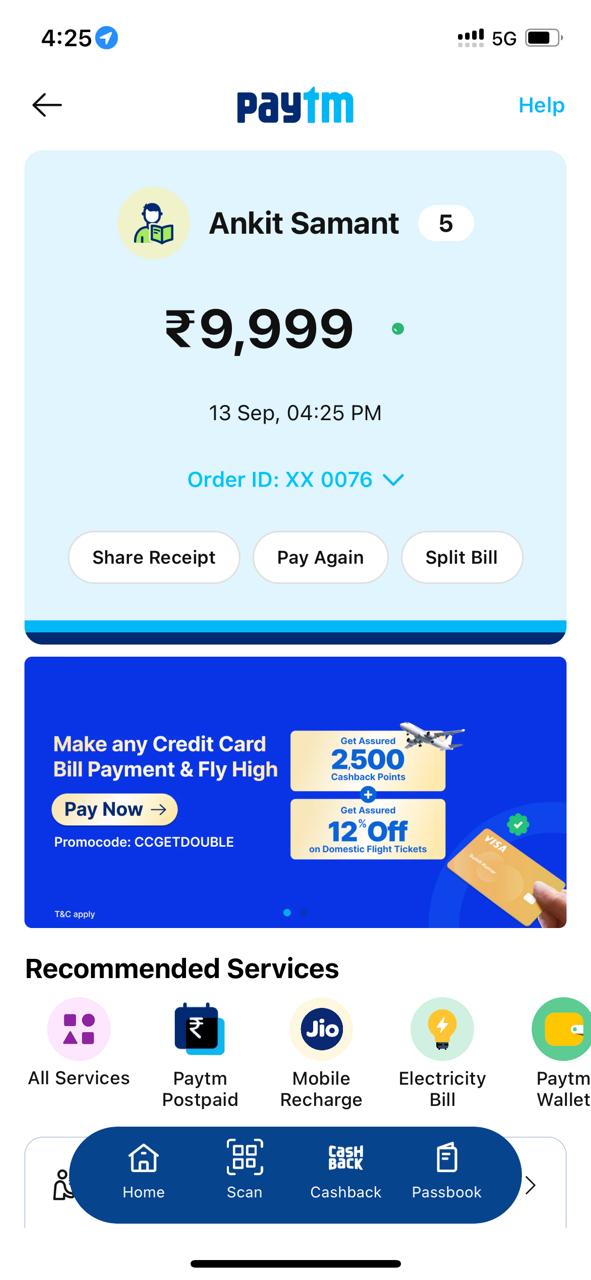 4:25
5G
paytm
Help
Ankit Samant 5
₹9,999
13 Sep, 04:25 PM
Order ID: XX 0076
Share Receipt
Pay Again
Split Bill
Make any Credit Card
Bill Payment & Fly High
Pay Now →
Promocode: CCGETDOUBLE
T&C apply
Get Assured
2,500
Cashback Points
+
Get Assured
12% Off
on Domestic Flight Tickets
VISA
Recommended Services
Jio
All Services
Paytm
Postpaid
Mobile
Recharge
Electricity
Bill
Paytm
Wallet
CASH
BACK
Home
Scan
Cashback
Passbook